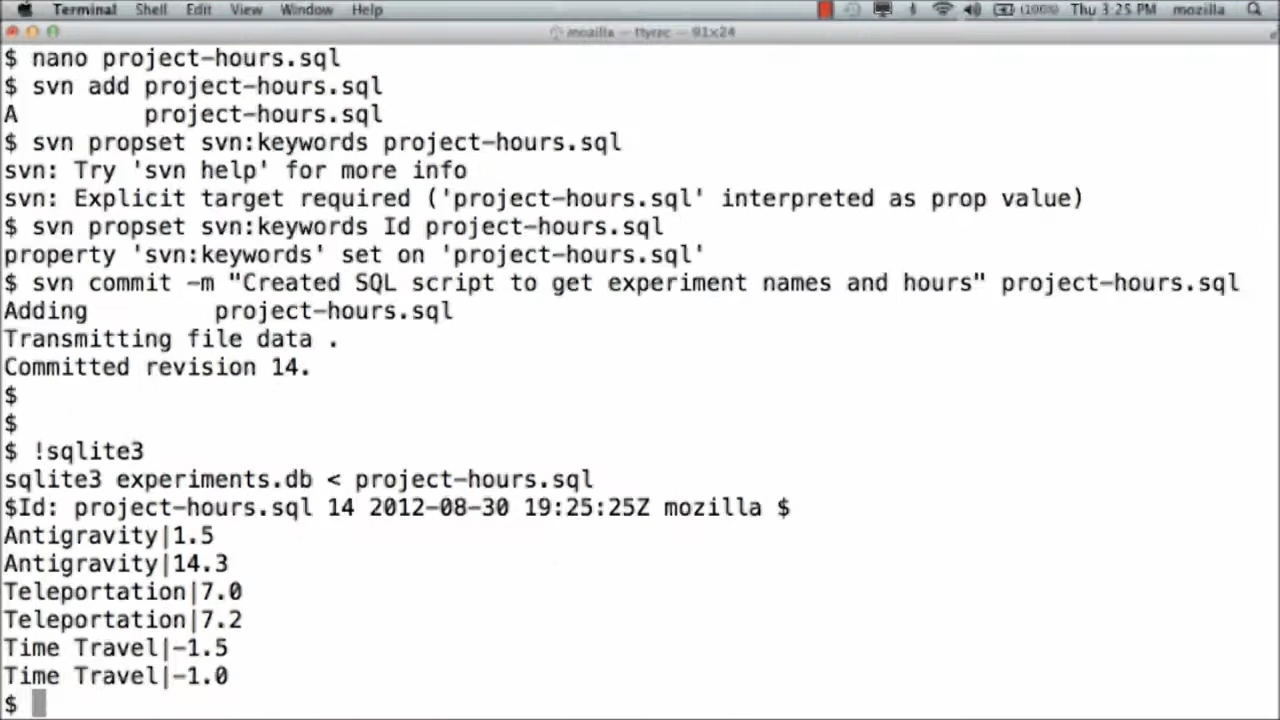 Terminal Shell Edit View Window Help (100%) Thu 3:25 PM mozilla
mozilla — ttyrec — 91x24
$ nano project-hours.sql
$ svn add project-hours.sql
A         project-hours.sql
$ svn propset svn:keywords project-hours.sql
svn: Try 'svn help' for more info
svn: Explicit target required ('project-hours.sql' interpreted as prop value)
$ svn propset svn:keywords Id project-hours.sql
property 'svn:keywords' set on 'project-hours.sql'
$ svn commit -m "Created SQL script to get experiment names and hours" project-hours.sql
Adding         project-hours.sql
Transmitting file data .
Committed revision 14.
$
$
$ !sqlite3
sqlite3 experiments.db < project-hours.sql
$Id: project-hours.sql 14 2012-08-30 19:25:25Z mozilla $
Antigravity|1.5
Antigravity|14.3
Teleportation|7.0
Teleportation|7.2
Time Travel|-1.5
Time Travel|-1.0
$